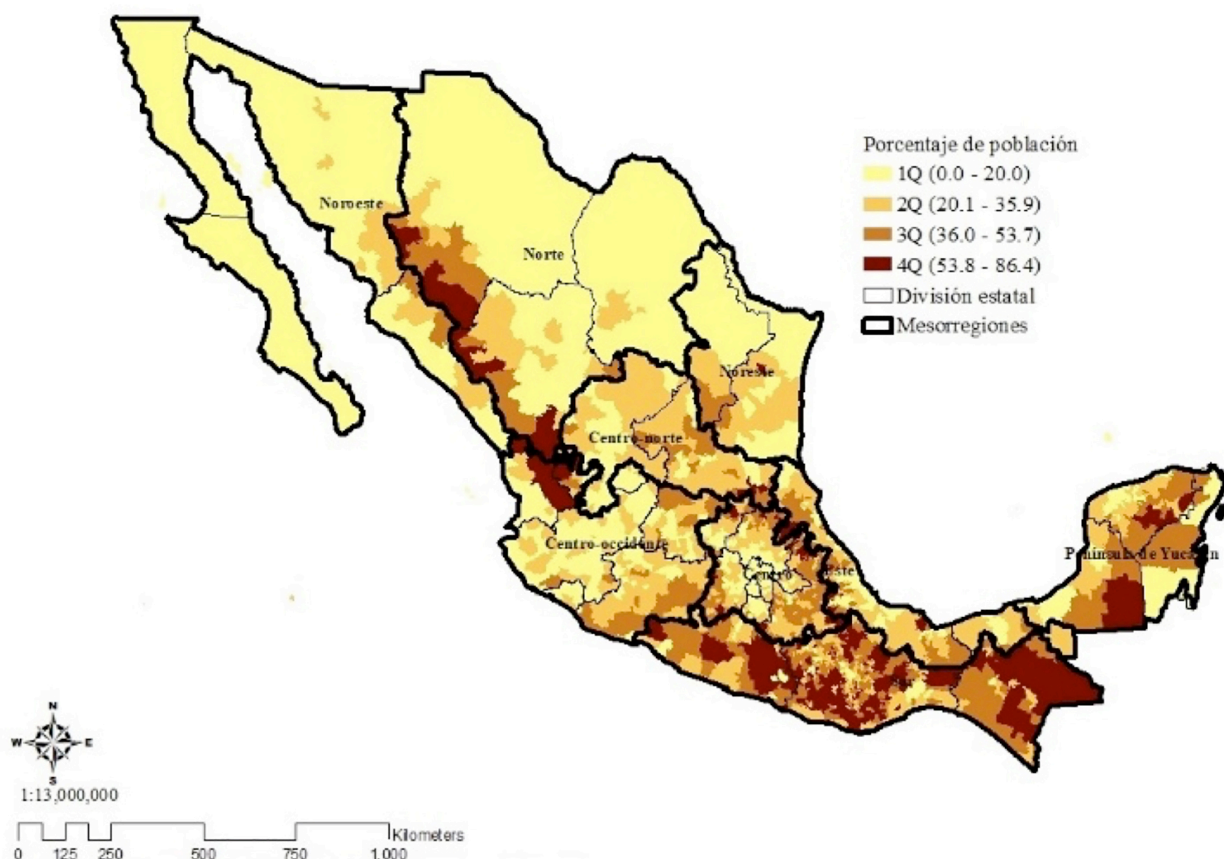 Porcentaje de población
1Q (0.0 - 20.0)
2Q (20.1 - 35.9)
3Q (36.0 - 53.7)
4Q (53.8 - 86.4)
División estatal
Mesorregiones
Noroeste
Norte
Noreste
Centro-norte
Centro-occidente
Centro
Este
Península de Yucatán
N
W
E
S
1:13,000,000
Kilometers
0 125 250 500 750 1.000